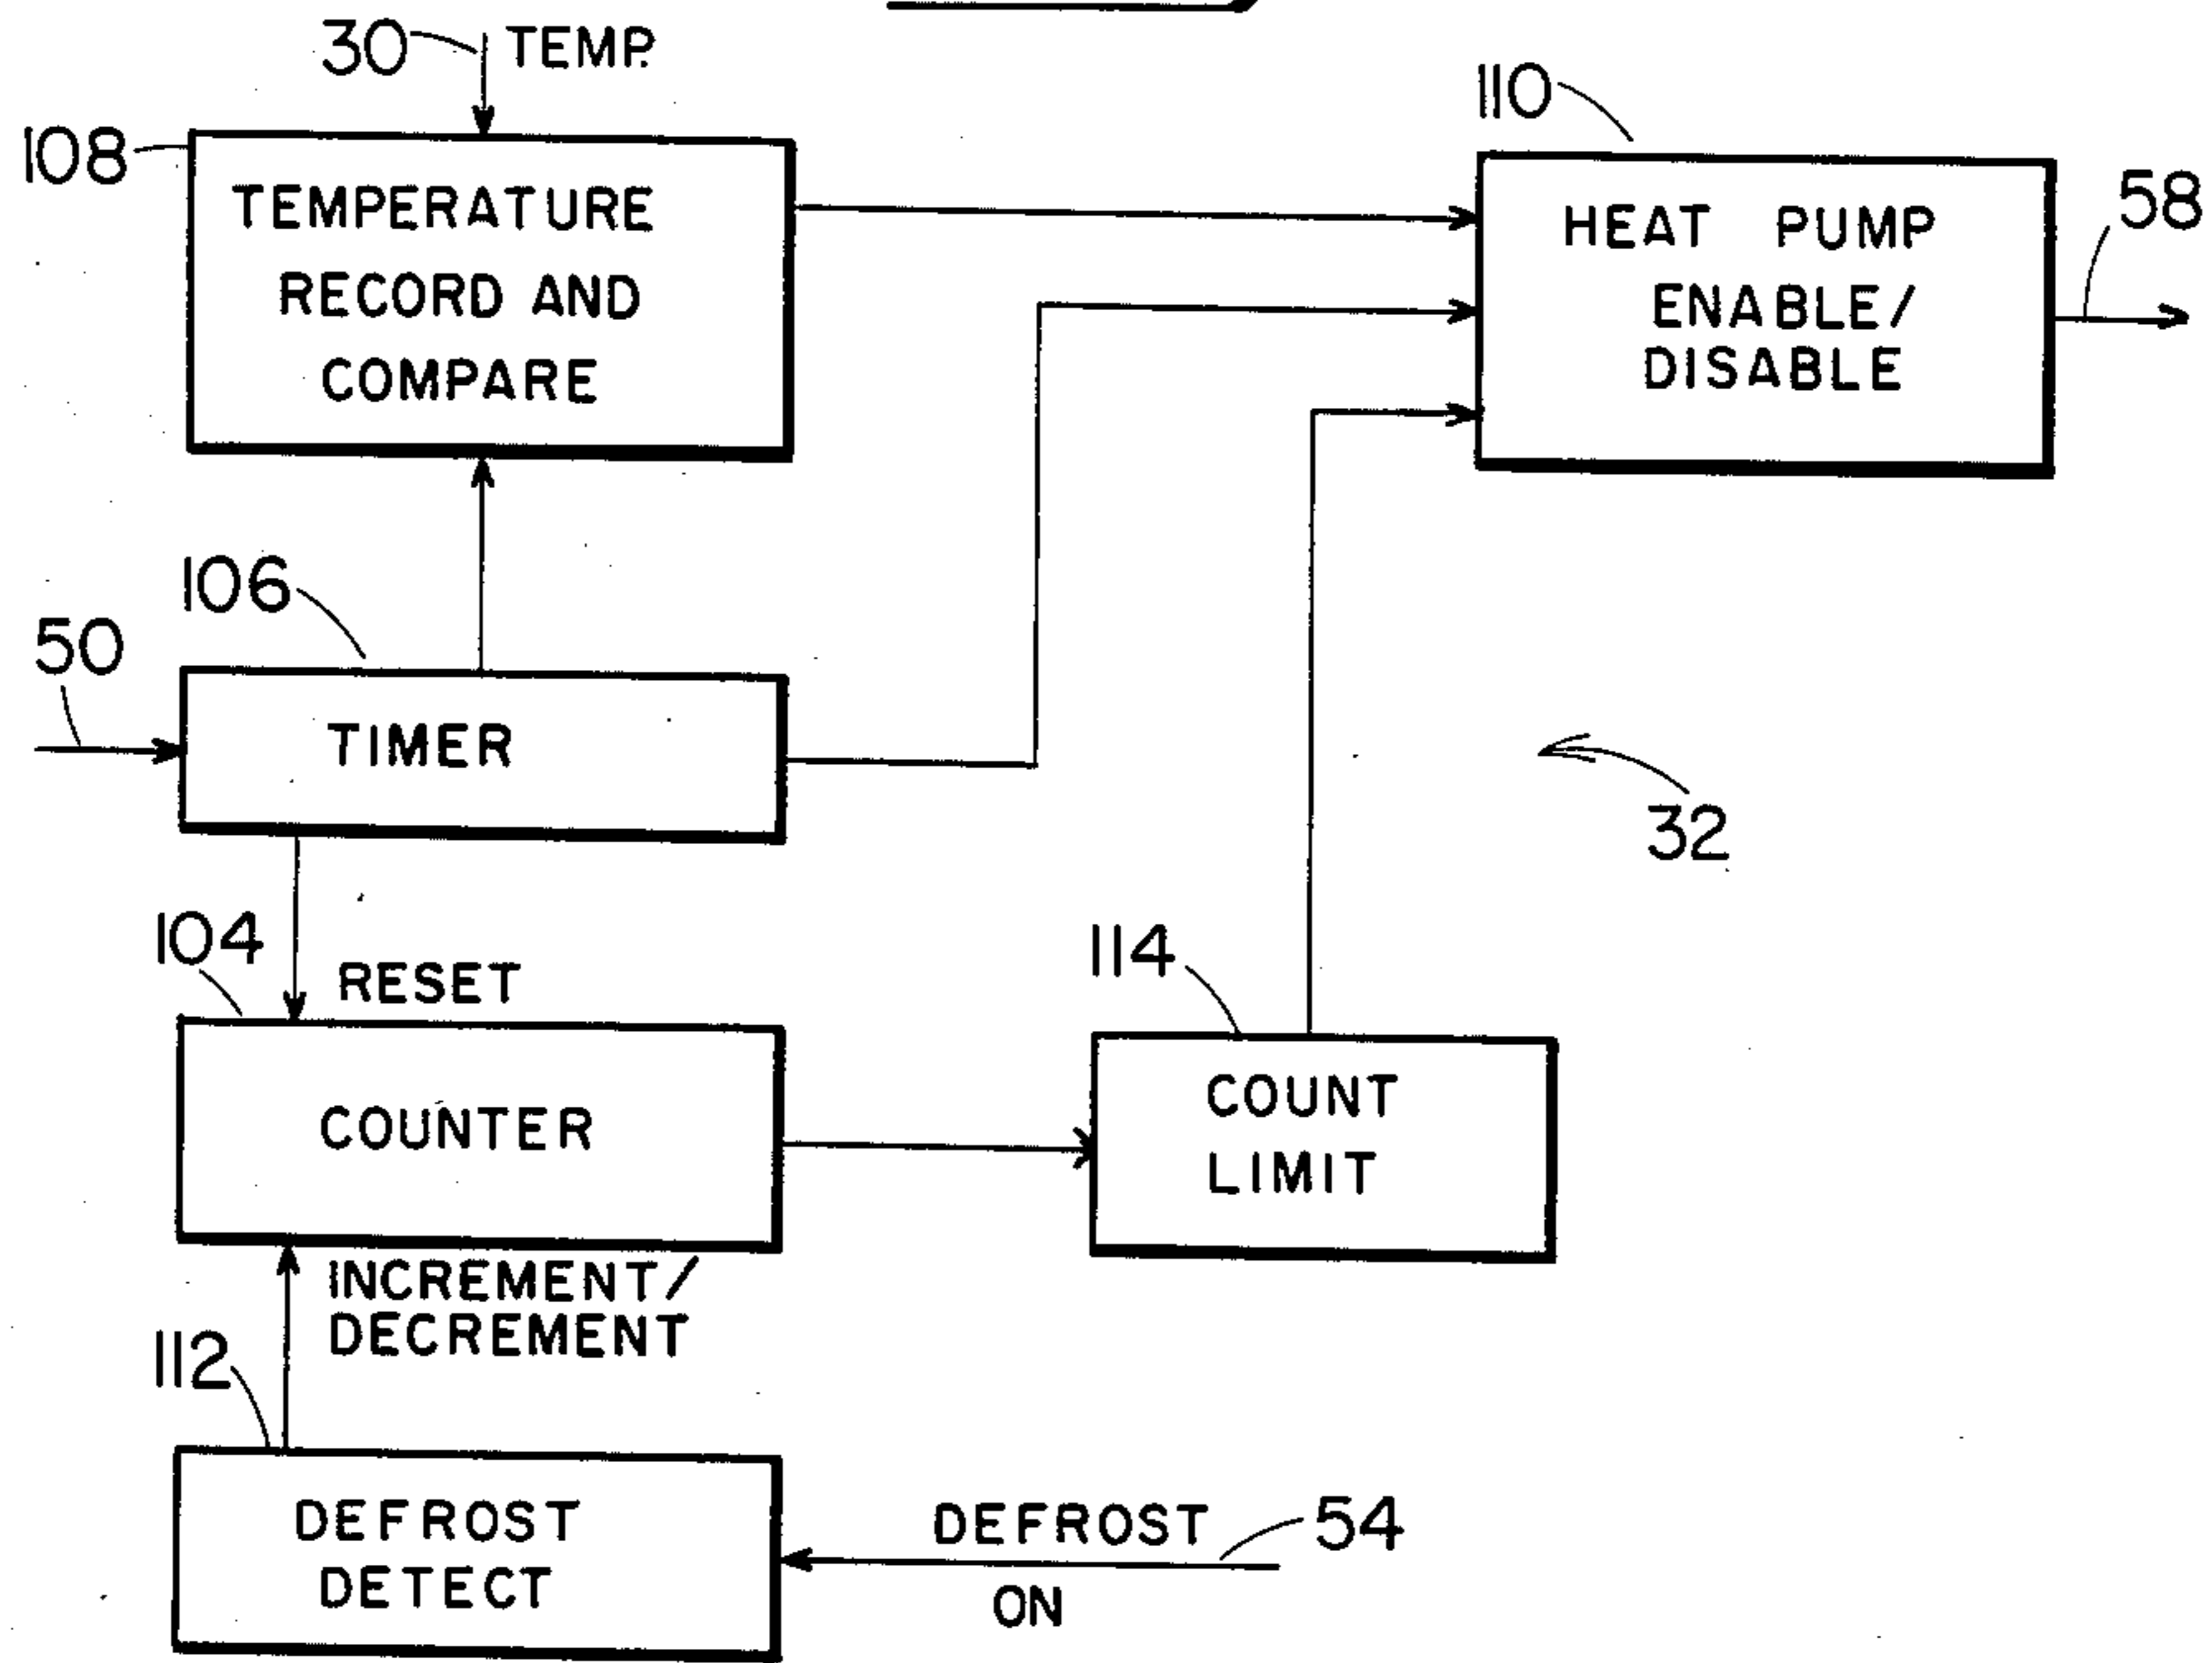 30 TEMP.
108
TEMPERATURE
RECORD AND
COMPARE
110
HEAT PUMP
ENABLE/
DISABLE
58
106
50
TIMER
32
104
RESET
COUNTER
114
COUNT
LIMIT
INCREMENT/
DECREMENT
112
DEFROST
DETECT
DEFROST
ON
54